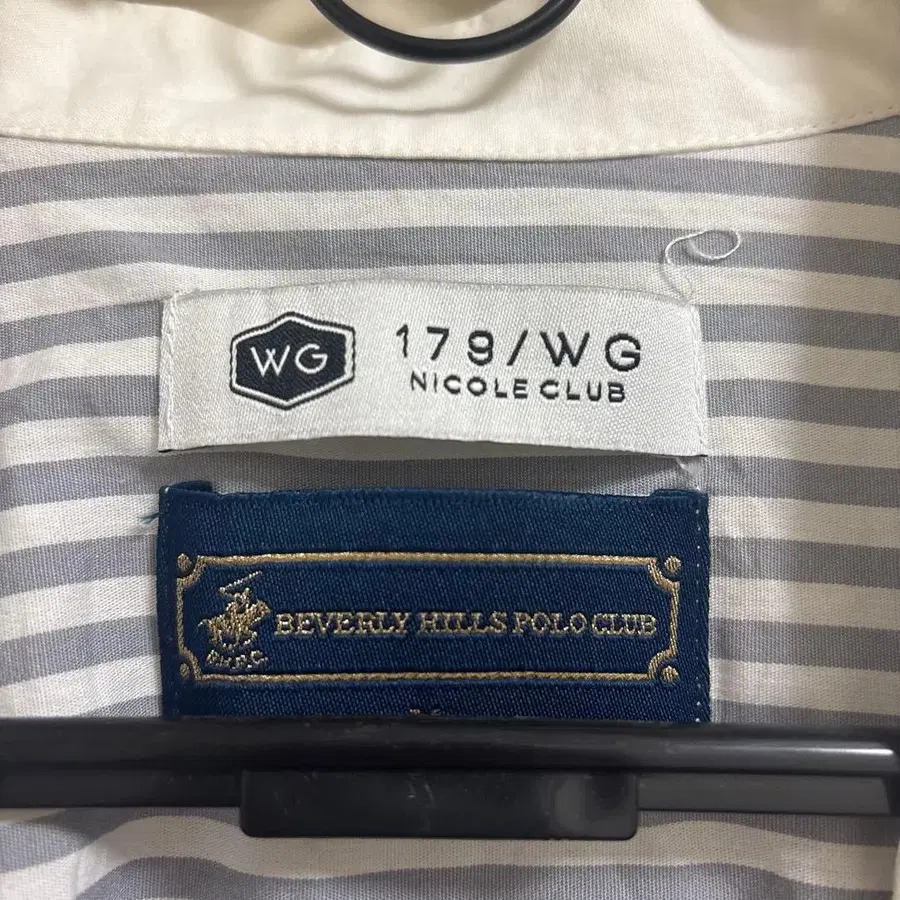 WG
179/WG
NICOLE CLUB
BEVERLY HILLS POLO CLUB
B.H.P.C.